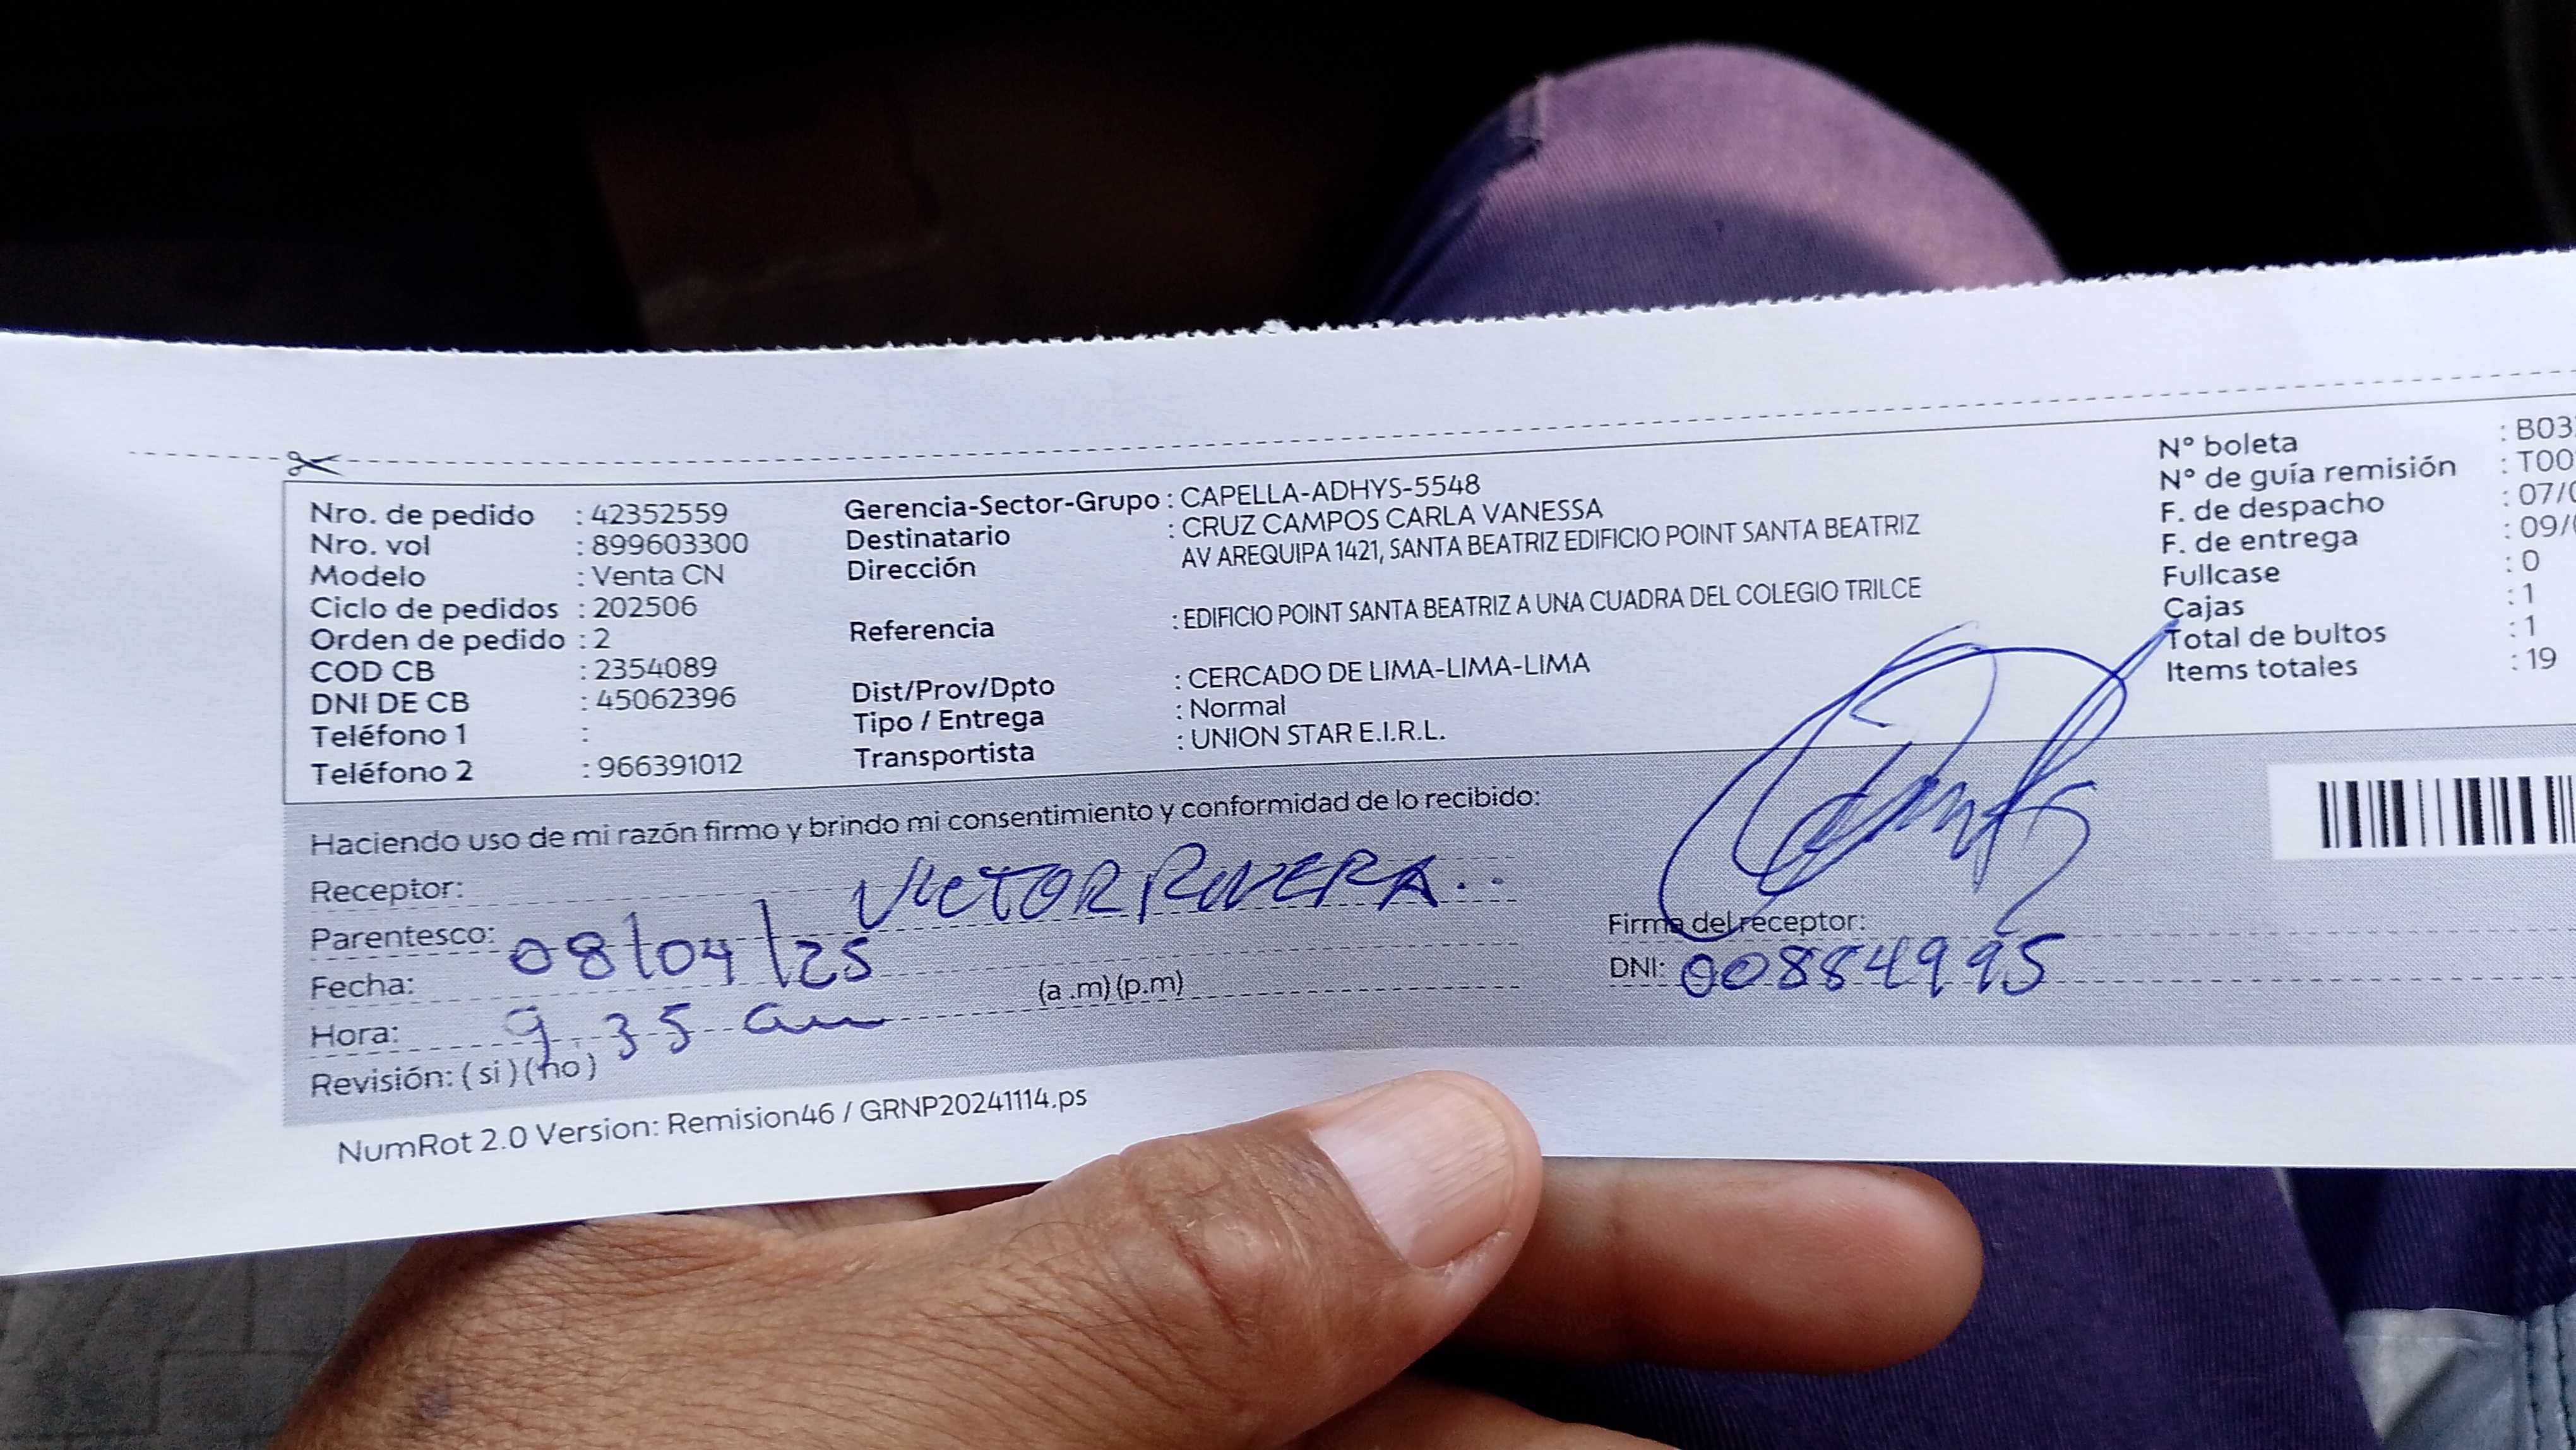 Nro. de pedido : 42352559
Nro. vol : 899603300
Modelo : Venta CN
Ciclo de pedidos : 202506
Orden de pedido : 2
COD CB : 2354089
DNI DE CB : 45062396
Teléfono 1 :
Teléfono 2 : 966391012
Gerencia-Sector-Grupo : CAPELLA-ADHYS-5548
Destinatario : CRUZ CAMPOS CARLA VANESSA
Dirección AV AREQUIPA 1421, SANTA BEATRIZ EDIFICIO POINT SANTA BEATRIZ
Referencia : EDIFICIO POINT SANTA BEATRIZ A UNA CUADRA DEL COLEGIO TRILCE
Dist/Prov/Dpto : CERCADO DE LIMA-LIMA-LIMA
Tipo / Entrega : Normal
Transportista : UNION STAR E.I.R.L.
N° boleta : B03
N° de guía remisión : T00
F. de despacho : 07/
F. de entrega : 09/
Fullcase : 0
Cajas : 1
Total de bultos : 1
Items totales : 19
Haciendo uso de mi razón firmo y brindo mi consentimiento y conformidad de lo recibido:
Receptor: VICTOR RIVERA..
Parentesco:
Fecha: 08/04/25
Hora: 9.35 am (a .m) (p.m)
Revisión: ( si ) ( no )
Firma del receptor:
DNI: 00884995
NumRot 2.0 Version: Remision46 / GRNP20241114.ps